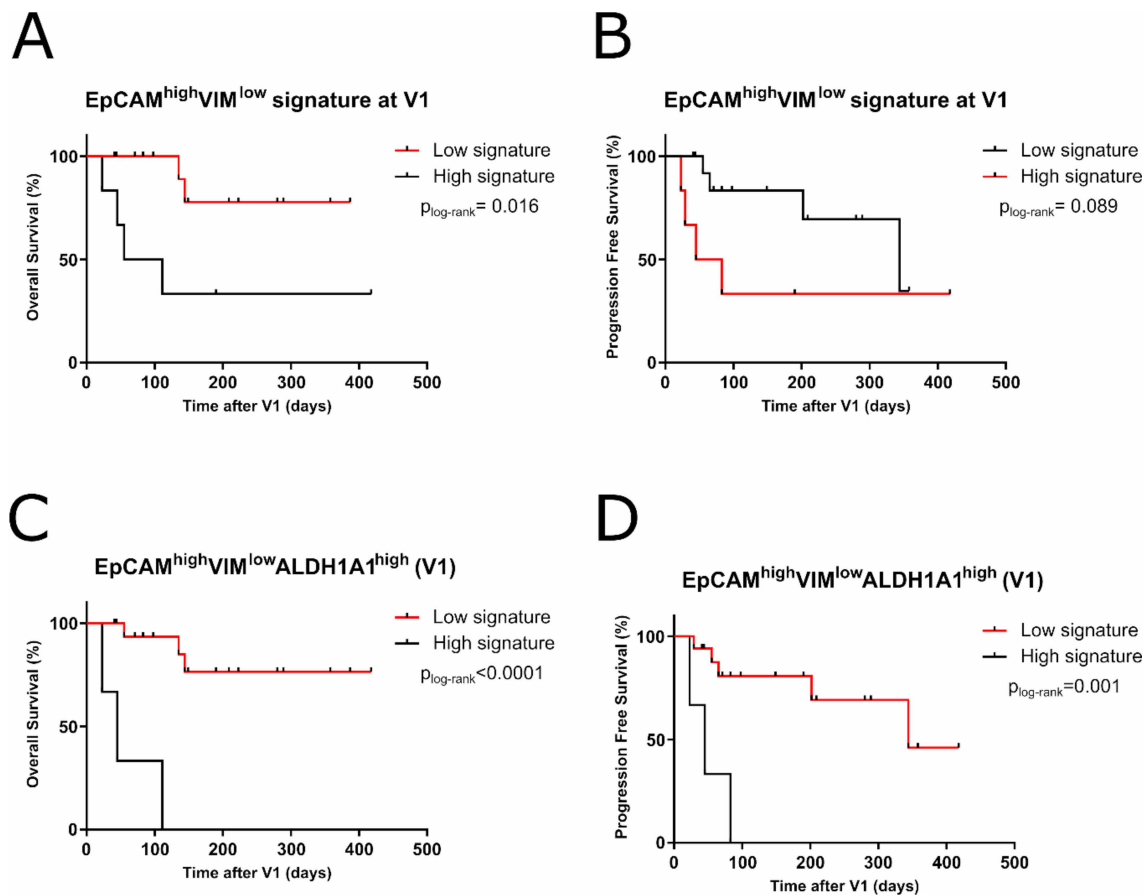 A
EpCAMhighVIMlow signature at V1
Overall Survival (%)
100
50
0
0 100 200 300 400 500
Time after V1 (days)
Low signature
High signature
plog-rank= 0.016
B
EpCAMhighVIMlow signature at V1
Progression Free Survival (%)
100
50
0
0 100 200 300 400 500
Time after V1 (days)
Low signature
High signature
plog-rank= 0.089
C
EpCAMhighVIMlowALDH1A1high (V1)
Overall Survival (%)
100
50
0
0 100 200 300 400 500
Time after V1 (days)
Low signature
High signature
plog-rank<0.0001
D
EpCAMhighVIMlowALDH1A1high (V1)
Progression Free Survival (%)
100
50
0
0 100 200 300 400 500
Time after V1 (days)
Low signature
High signature
plog-rank=0.001